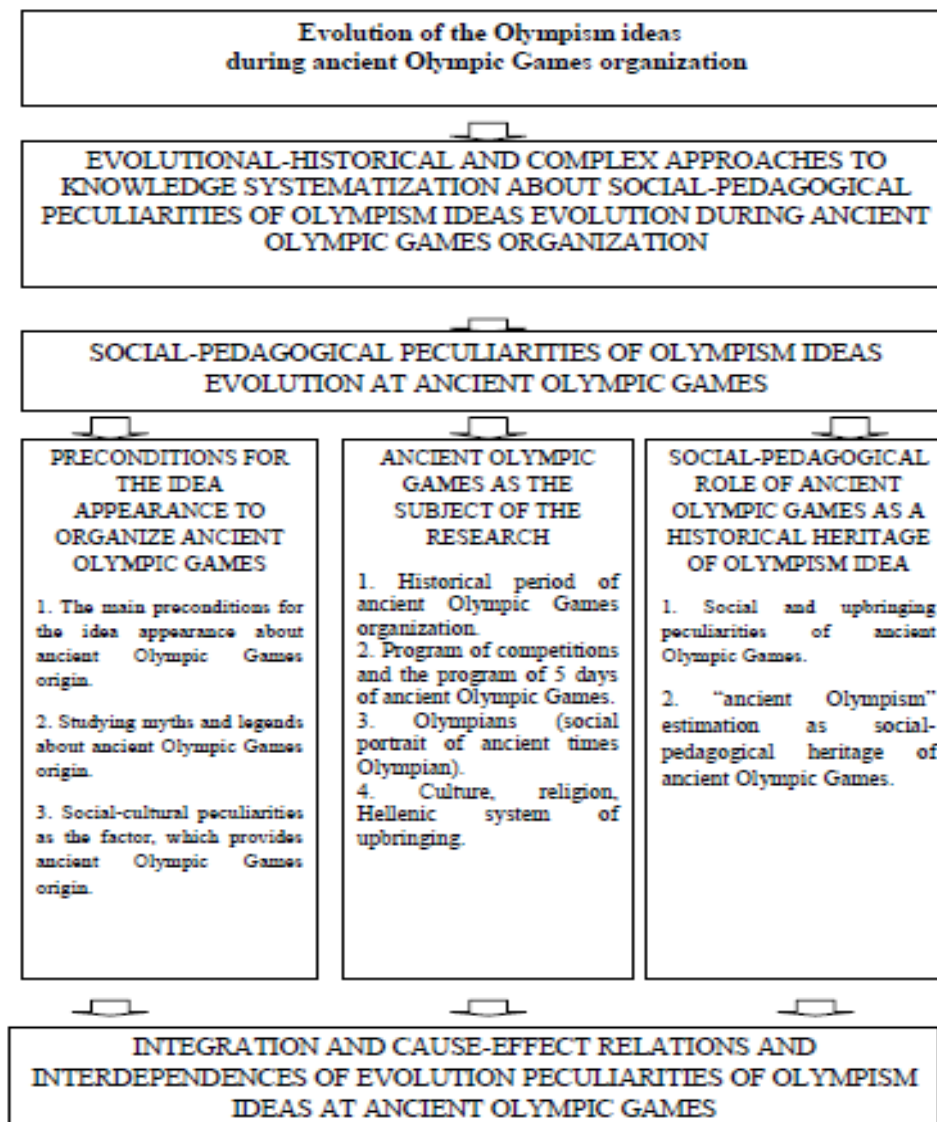 Evolution of the Olympism ideas
during ancient Olympic Games organization
EVOLUTIONAL-HISTORICAL AND COMPLEX APPROACHES TO
KNOWLEDGE SYSTEMATIZATION ABOUT SOCIAL-PEDAGOGICAL
PECULIARITIES OF OLYMPISM IDEAS EVOLUTION DURING ANCIENT
OLYMPIC GAMES ORGANIZATION
SOCIAL-PEDAGOGICAL PECULIARITIES OF OLYMPISM IDEAS
EVOLUTION AT ANCIENT OLYMPIC GAMES
PRECONDITIONS FOR
THE IDEA
APPEARANCE TO
ORGANIZE ANCIENT
OLYMPIC GAMES
1. The main preconditions for
the idea appearance about
ancient Olympic Games
origin.
2. Studying myths and legends
about ancient Olympic Games
origin.
3. Social-cultural peculiarities
as the factor, which provides
ancient Olympic Games
origin.
ANCIENT OLYMPIC
GAMES AS THE
SUBJECT OF THE
RESEARCH
1. Historical period of
ancient Olympic Games
organization.
2. Program of competitions
and the program of 5 days
of ancient Olympic Games.
3. Olympians (social
portrait of ancient times
Olympian).
4. Culture, religion,
Hellenic system of
upbringing.
SOCIAL-PEDAGOGICAL
ROLE OF ANCIENT
OLYMPIC GAMES AS A
HISTORICAL HERITAGE
OF OLYMPISM IDEA
1. Social and upbringing
peculiarities of ancient
Olympic Games.
2. “ancient Olympism”
estimation as social-
pedagogical heritage of
ancient Olympic Games.
INTEGRATION AND CAUSE-EFFECT RELATIONS AND
INTERDEPENDENCES OF EVOLUTION PECULIARITIES OF OLYMPISM
IDEAS AT ANCIENT OLYMPIC GAMES